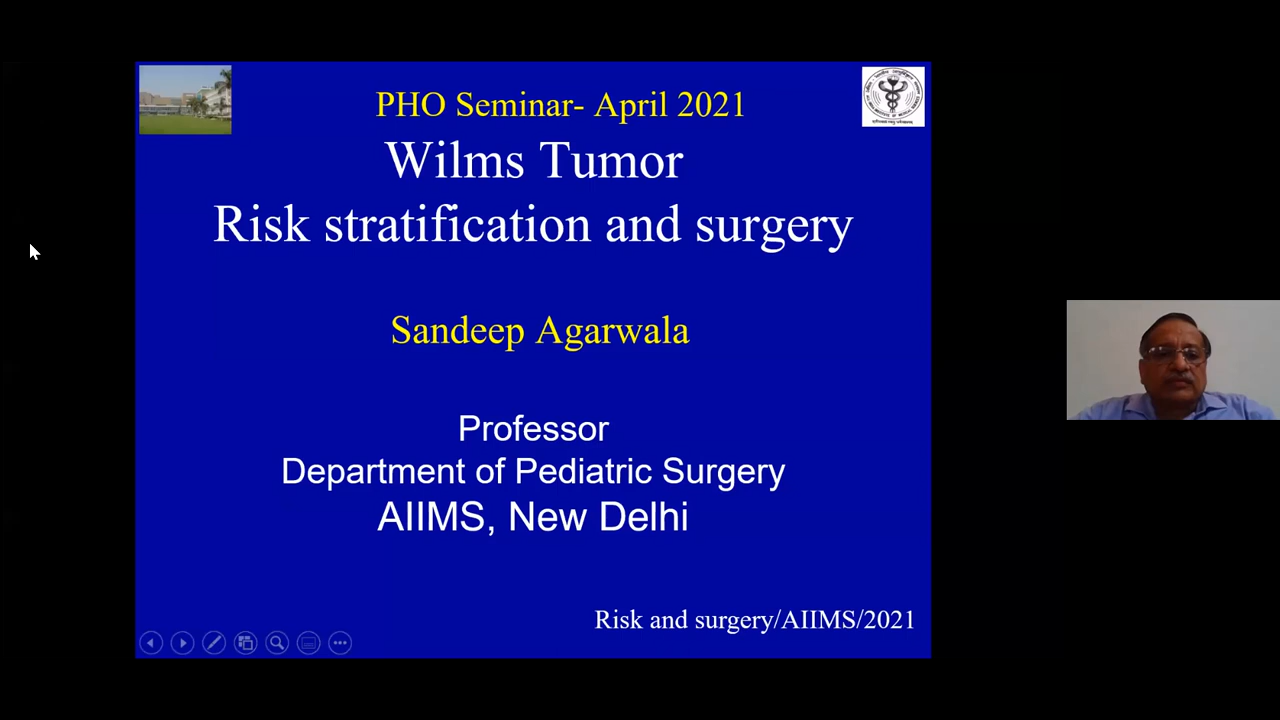 PHO Seminar- April 2021
Wilms Tumor
Risk stratification and surgery
Sandeep Agarwala
Professor
Department of Pediatric Surgery
AIIMS, New Delhi
Risk and surgery/AIIMS/2021